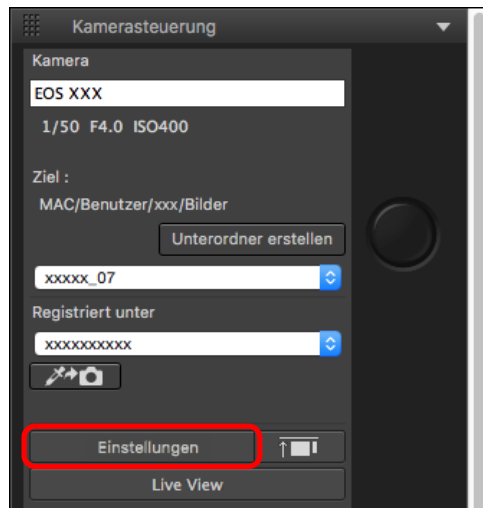 Kamerasteuerung
Kamera
EOS XXX
1/50 F4.0 ISO400
Ziel :
MAC/Benutzer/xxx/Bilder
Unterordner erstellen
xxxxx_07
Registriert unter
xxxxxxxxxx
Einstellungen
Live View